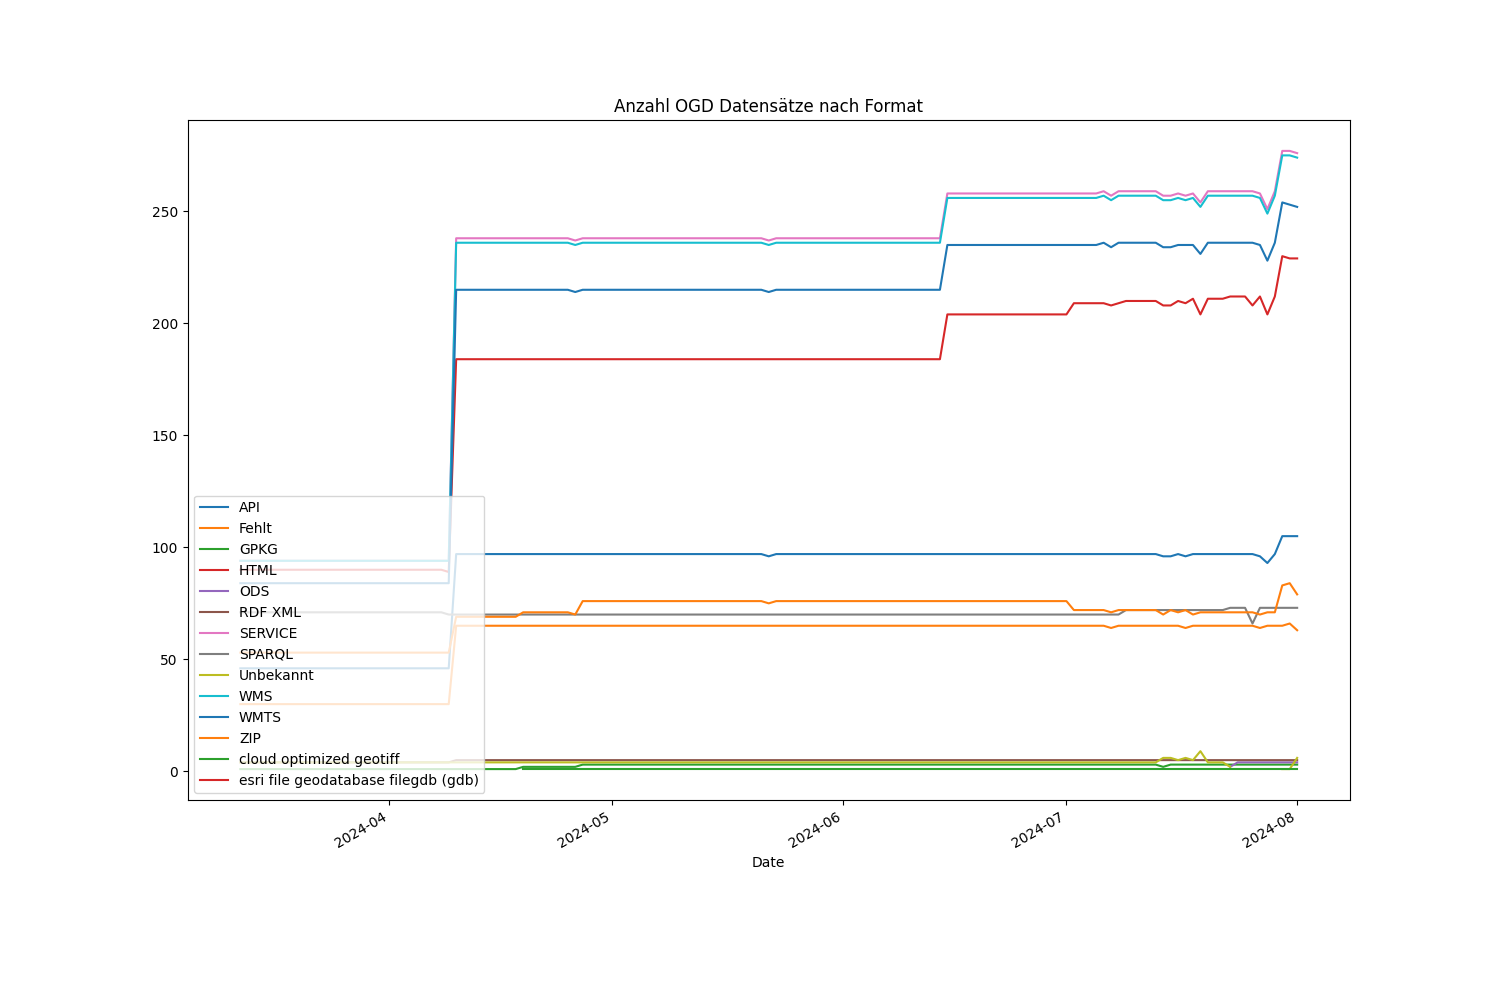 Anzahl OGD Datensätze nach Format
250
200
150
100
50
0
API
Fehlt
GPKG
HTML
ODS
RDF XML
SERVICE
SPARQL
Unbekannt
WMS
WMTS
ZIP
cloud optimized geotiff
esri file geodatabase filegdb (gdb)
2024-04
2024-05
2024-06
2024-07
2024-08
Date